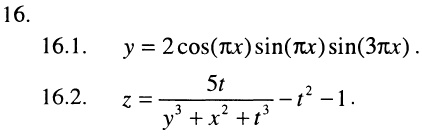 16.
16.1. y = 2cos(πx)sin(πx)sin(3πx).
16.2. z = 5t / (y³ + x² + t³) − t² − 1.